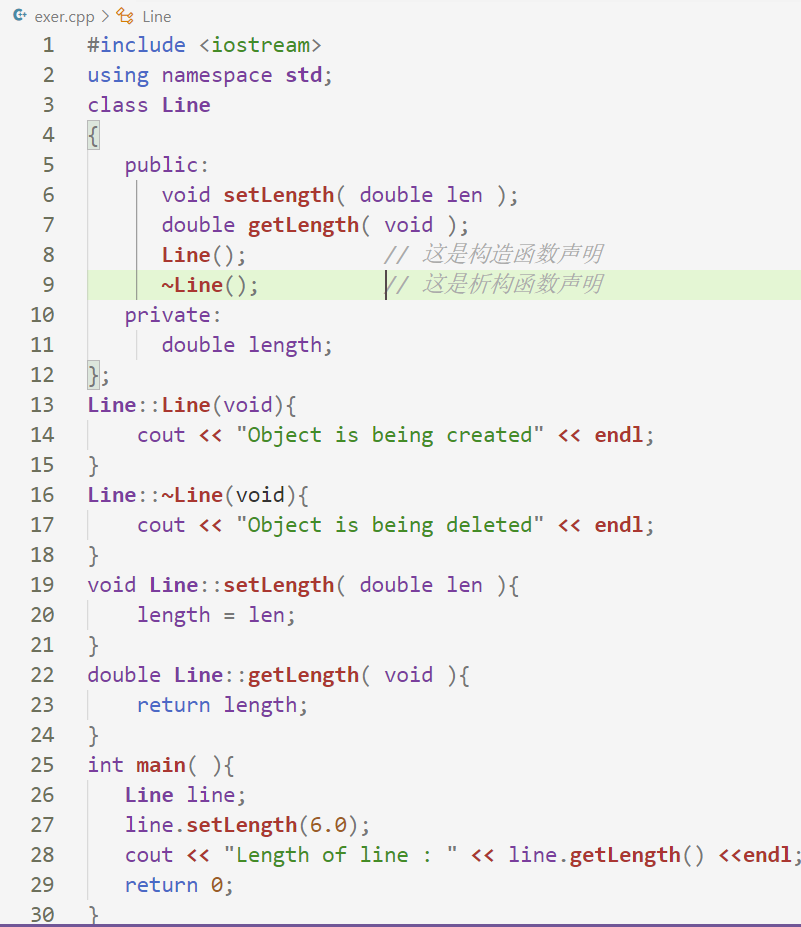 exer.cpp > Line
1 #include <iostream>
2 using namespace std;
3 class Line
4 {
5    public:
6       void setLength( double len );
7       double getLength( void );
8       Line();           // 这是构造函数声明
9       ~Line();          // 这是析构函数声明
10    private:
11       double length;
12 };
13 Line::Line(void){
14     cout << "Object is being created" << endl;
15 }
16 Line::~Line(void){
17     cout << "Object is being deleted" << endl;
18 }
19 void Line::setLength( double len ){
20     length = len;
21 }
22 double Line::getLength( void ){
23     return length;
24 }
25 int main( ){
26    Line line;
27    line.setLength(6.0);
28    cout << "Length of line : " << line.getLength() <<endl;
29    return 0;
30 }